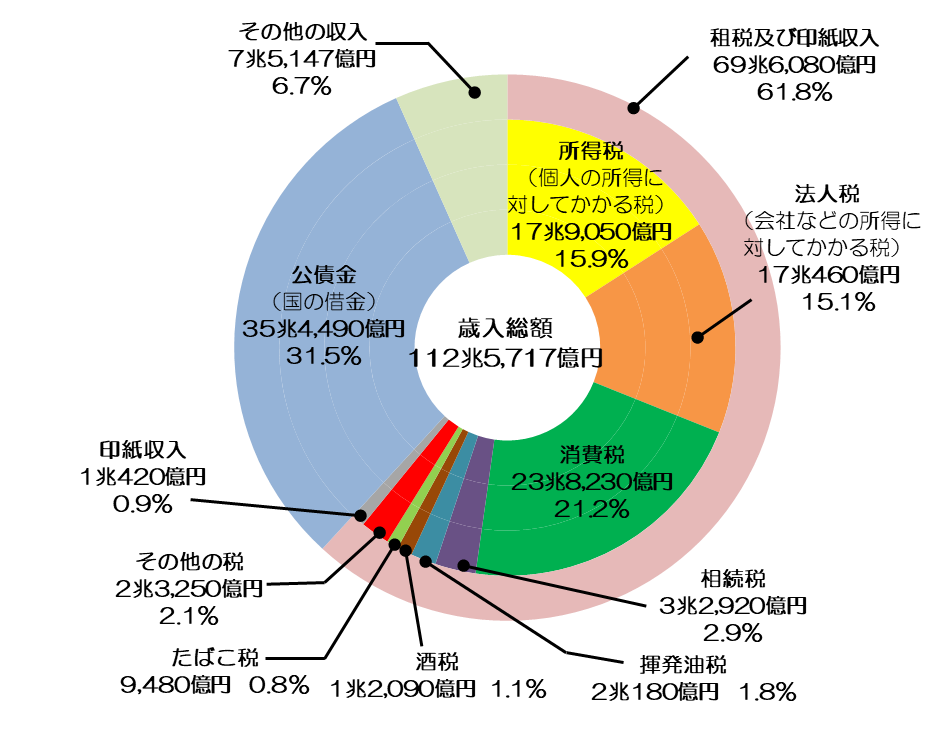 その他の収入
7兆5,147億円
6.7%
租税及び印紙収入
69兆6,080億円
61.8%
所得税
（個人の所得に
対してかかる税）
17兆9,050億円
15.9%
法人税
（会社などの所得に
対してかかる税）
17兆460億円
15.1%
公債金
（国の借金）
35兆4,490億円
31.5%
歳入総額
112兆5,717億円
消費税
23兆8,230億円
21.2%
印紙収入
1兆420億円
0.9%
その他の税
2兆3,250億円
2.1%
たばこ税
9,480億円 0.8%
酒税
1兆2,090億円 1.1%
揮発油税
2兆180億円 1.8%
相続税
3兆2,920億円
2.9%